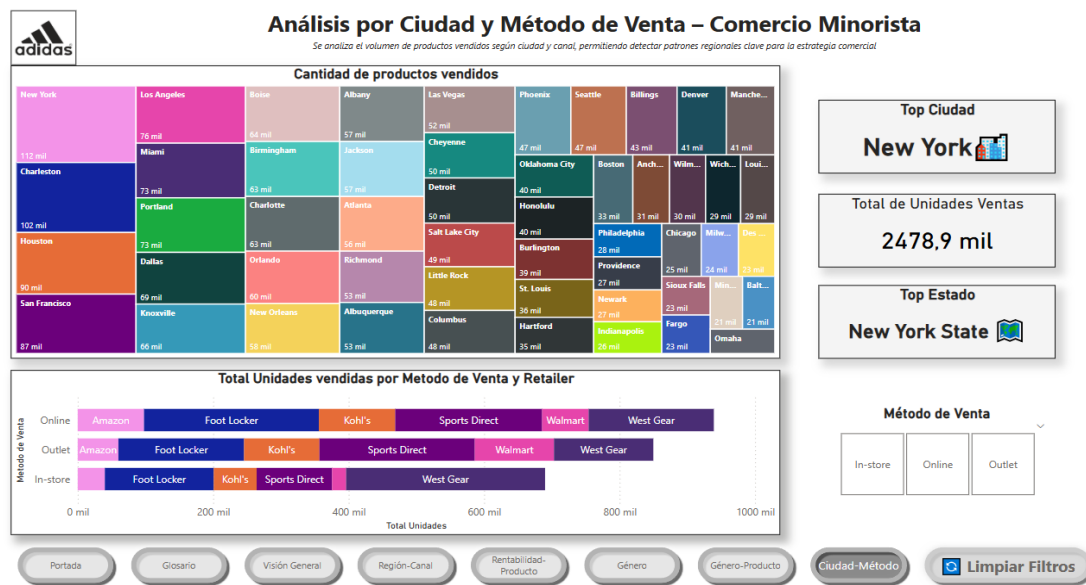 adidas
Análisis por Ciudad y Método de Venta – Comercio Minorista
Se analiza el volumen de productos vendidos según ciudad y canal, permitiendo detectar patrones regionales clave para la estrategia comercial
Cantidad de productos vendidos
New York
112 mil
Charleston
102 mil
Houston
90 mil
San Francisco
87 mil
Los Angeles
76 mil
Miami
73 mil
Portland
73 mil
Dallas
69 mil
Knoxville
66 mil
Boise
64 mil
Birmingham
63 mil
Charlotte
63 mil
Orlando
60 mil
New Orleans
58 mil
Albany
57 mil
Jackson
57 mil
Atlanta
56 mil
Richmond
53 mil
Albuquerque
53 mil
Las Vegas
52 mil
Cheyenne
50 mil
Detroit
50 mil
Salt Lake City
49 mil
Little Rock
48 mil
Columbus
48 mil
Phoenix
47 mil
Seattle
47 mil
Billings
43 mil
Denver
41 mil
Manche...
41 mil
Oklahoma City
40 mil
Honolulu
40 mil
Burlington
39 mil
St. Louis
36 mil
Hartford
35 mil
Boston
33 mil
Anch...
31 mil
Wilm...
30 mil
Wich...
29 mil
Loui...
29 mil
Philadelphia
28 mil
Providence
27 mil
Newark
27 mil
Indianapolis
26 mil
Chicago
25 mil
Milw...
24 mil
Des ...
23 mil
Sioux Falls
23 mil
Fargo
23 mil
Min...
21 mil
Balt...
21 mil
Omaha
Top Ciudad
New York
Total de Unidades Ventas
2478,9 mil
Top Estado
New York State
Total Unidades vendidas por Metodo de Venta y Retailer
Metodo de Venta
Online
Amazon
Foot Locker
Kohl's
Sports Direct
Walmart
West Gear
Outlet
Amazon
Foot Locker
Kohl's
Sports Direct
Walmart
West Gear
In-store
Foot Locker
Kohl's
Sports Direct
West Gear
0 mil
200 mil
400 mil
600 mil
800 mil
1000 mil
Total Unidades
Método de Venta
In-store
Online
Outlet
Portada
Glosario
Visión General
Región-Canal
Rentabilidad-
Producto
Género
Género-Producto
Ciudad-Método
Limpiar Filtros